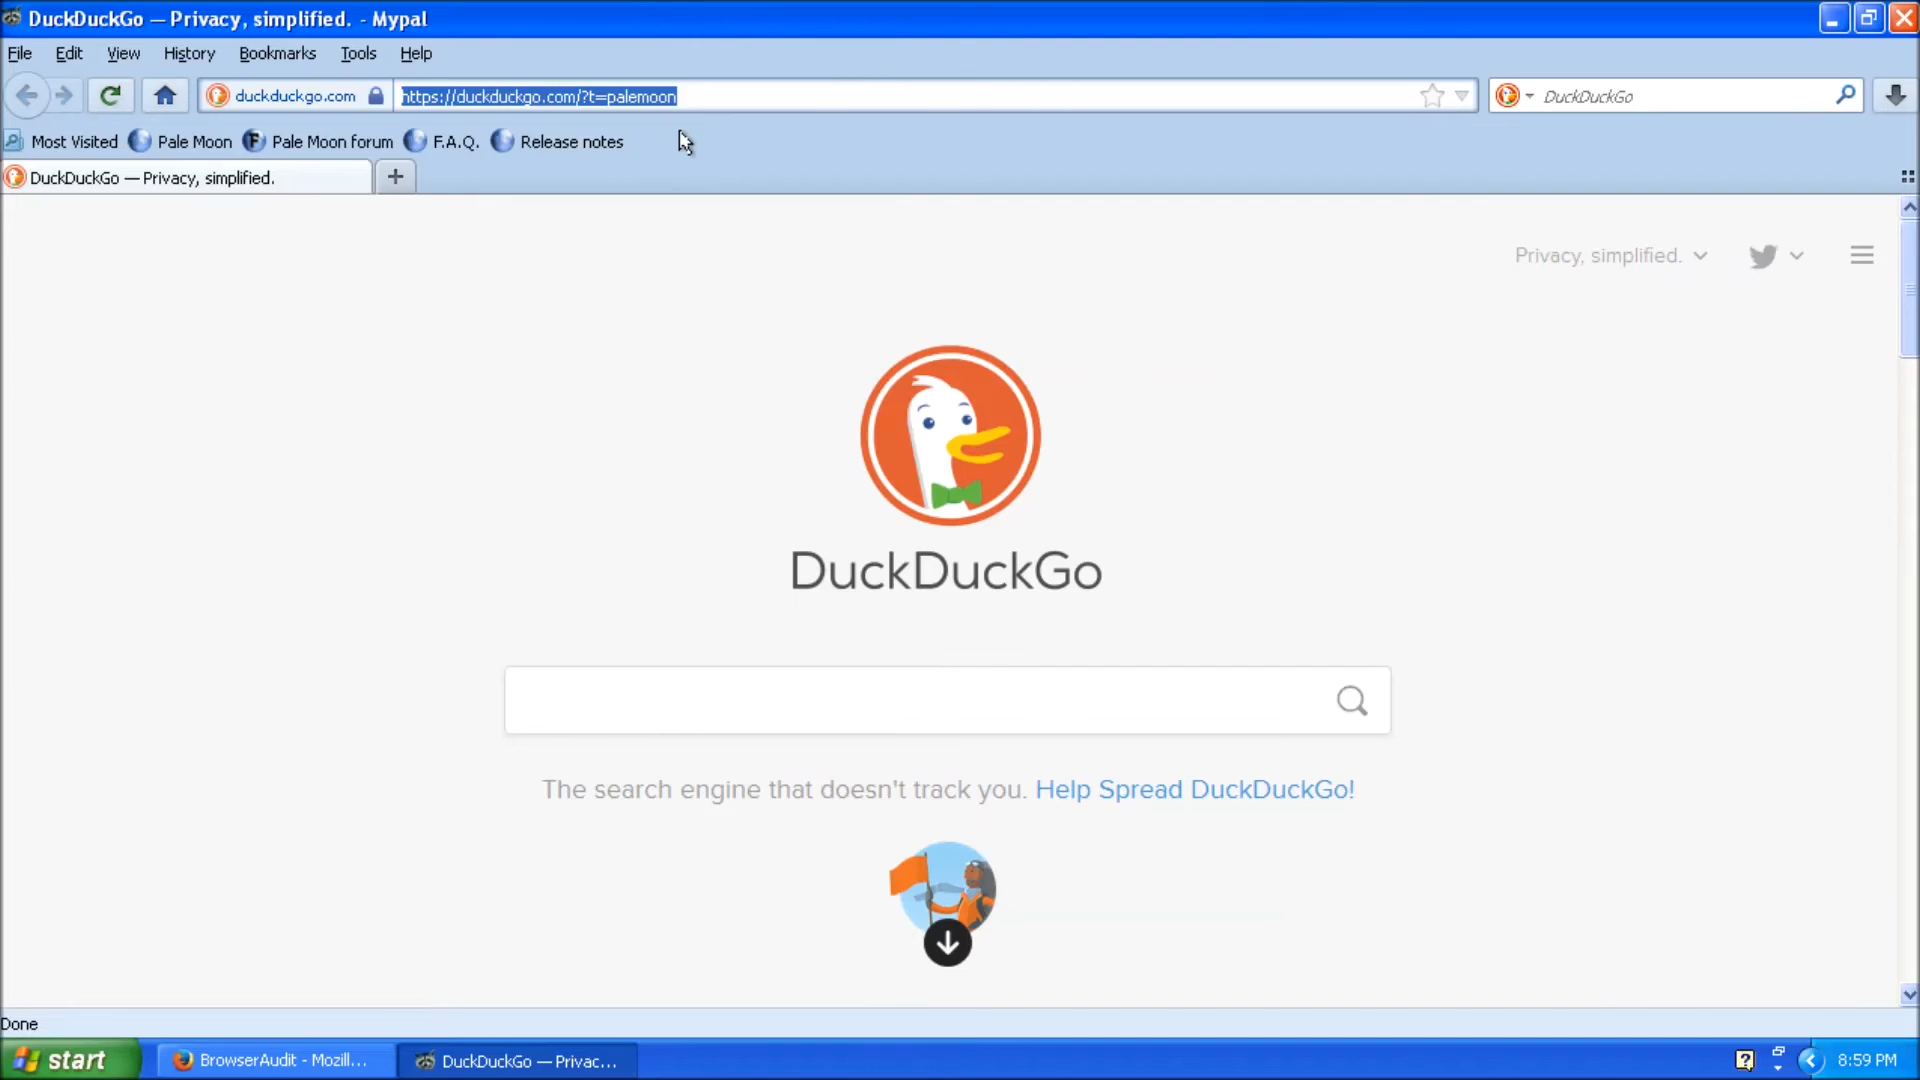 DuckDuckGo — Privacy, simplified. - Mypal
File Edit View History Bookmarks Tools Help
duckduckgo.com https://duckduckgo.com/?t=palemoon DuckDuckGo
Most Visited Pale Moon F Pale Moon forum F.A.Q. Release notes
DuckDuckGo — Privacy, simplified. +
Privacy, simplified.
DuckDuckGo
The search engine that doesn't track you. Help Spread DuckDuckGo!
Done
start BrowserAudit - Mozill... DuckDuckGo — Privac... ? 8:59 PM